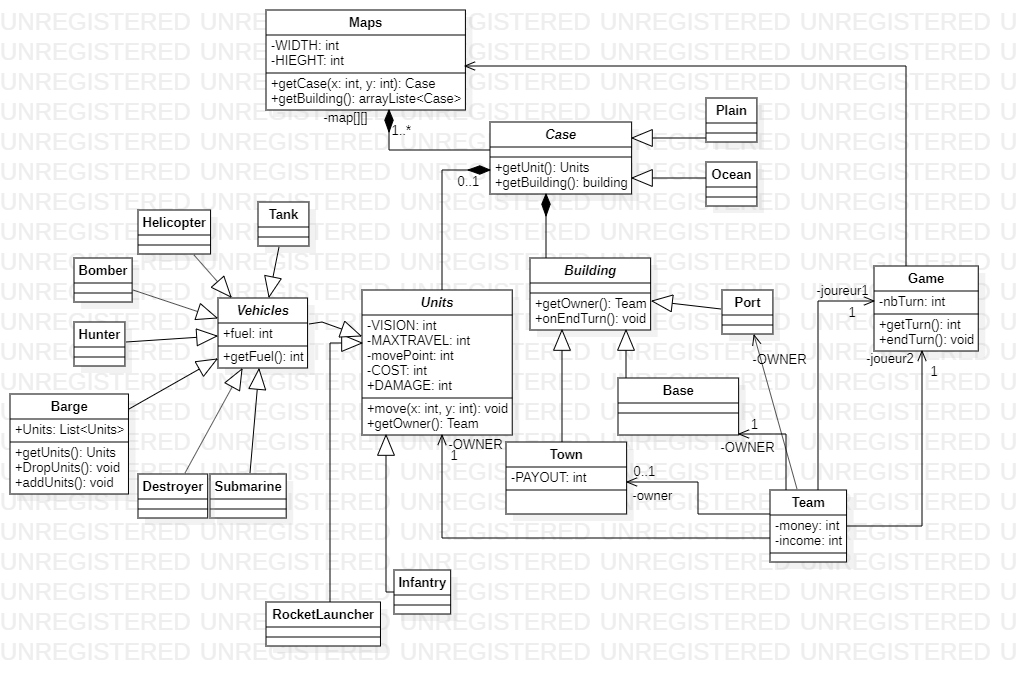 Maps
-WIDTH: int
-HIEGHT: int
+getCase(x: int, y: int): Case
+getBuilding(): arrayListe<Case>
-map[][]
1..*
Case
+getUnit(): Units
+getBuilding(): building
0..1
Plain
Ocean
Helicopter
Tank
Bomber
Hunter
Vehicles
+fuel: int
+getFuel(): int
Barge
+Units: List<Units>
+getUnits(): Units
+DropUnits(): void
+addUnits(): void
Destroyer
Submarine
Units
-VISION: int
-MAXTRAVEL: int
-movePoint: int
-COST: int
+DAMAGE: int
+move(x: int, y: int): void
+getOwner(): Team
-OWNER
1
Building
+getOwner(): Team
+onEndTurn(): void
Port
-OWNER
Base
1
-OWNER
Town
-PAYOUT: int
0..1
-owner
Game
-nbTurn: int
+getTurn(): int
+endTurn(): void
-joueur1
1
-joueur2
1
Team
-money: int
-income: int
Infantry
RocketLauncher
UNREGISTERED